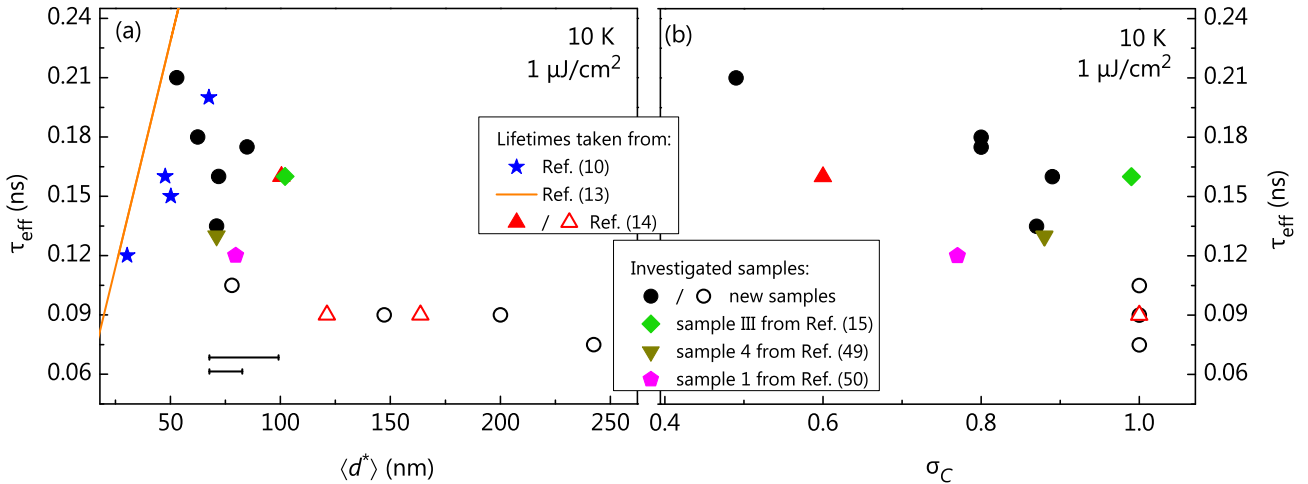 (a)
10 K
1 μJ/cm²
0.24
0.21
0.18
0.15
0.12
0.09
0.06
τeff (ns)
50
100
150
200
250
⟨d*⟩ (nm)
Lifetimes taken from:
Ref. (10)
Ref. (13)
/ Ref. (14)
Investigated samples:
/ new samples
sample III from Ref. (15)
sample 4 from Ref. (49)
sample 1 from Ref. (50)
(b)
10 K
1 μJ/cm²
0.24
0.21
0.18
0.15
0.12
0.09
0.06
τeff (ns)
0.4
0.6
0.8
1.0
σC